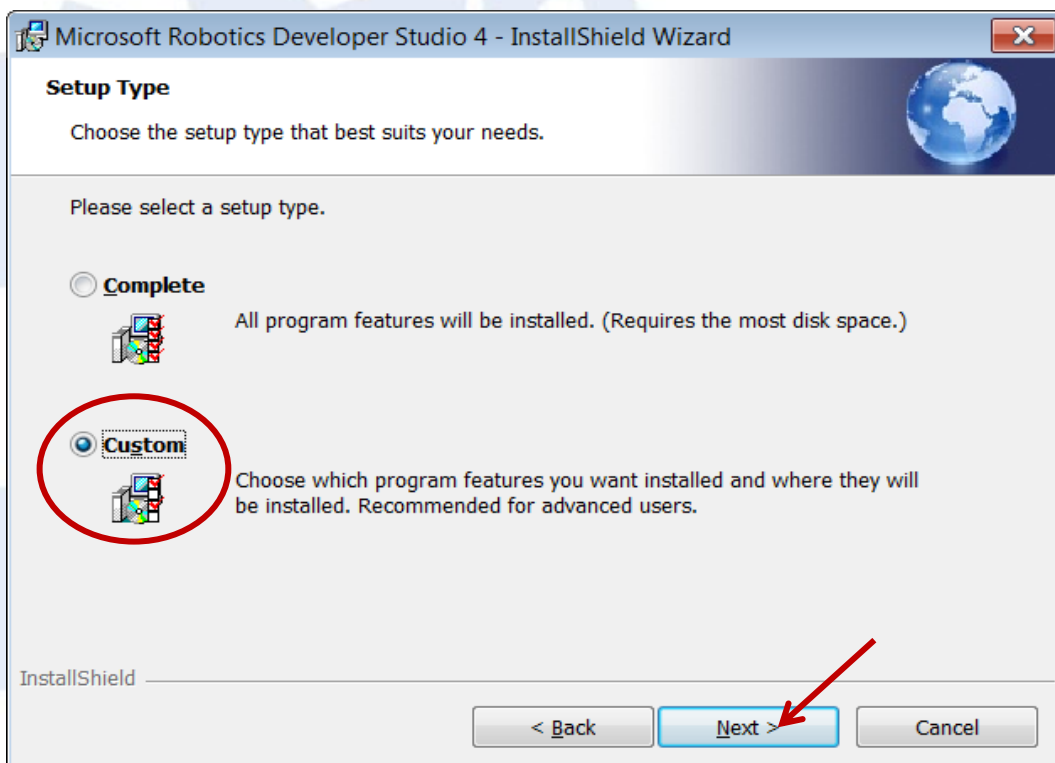 Microsoft Robotics Developer Studio 4 - InstallShield Wizard
Setup Type
Choose the setup type that best suits your needs.
Please select a setup type.
Complete
All program features will be installed. (Requires the most disk space.)
Custom
Choose which program features you want installed and where they will
be installed. Recommended for advanced users.
InstallShield
< Back Next > Cancel